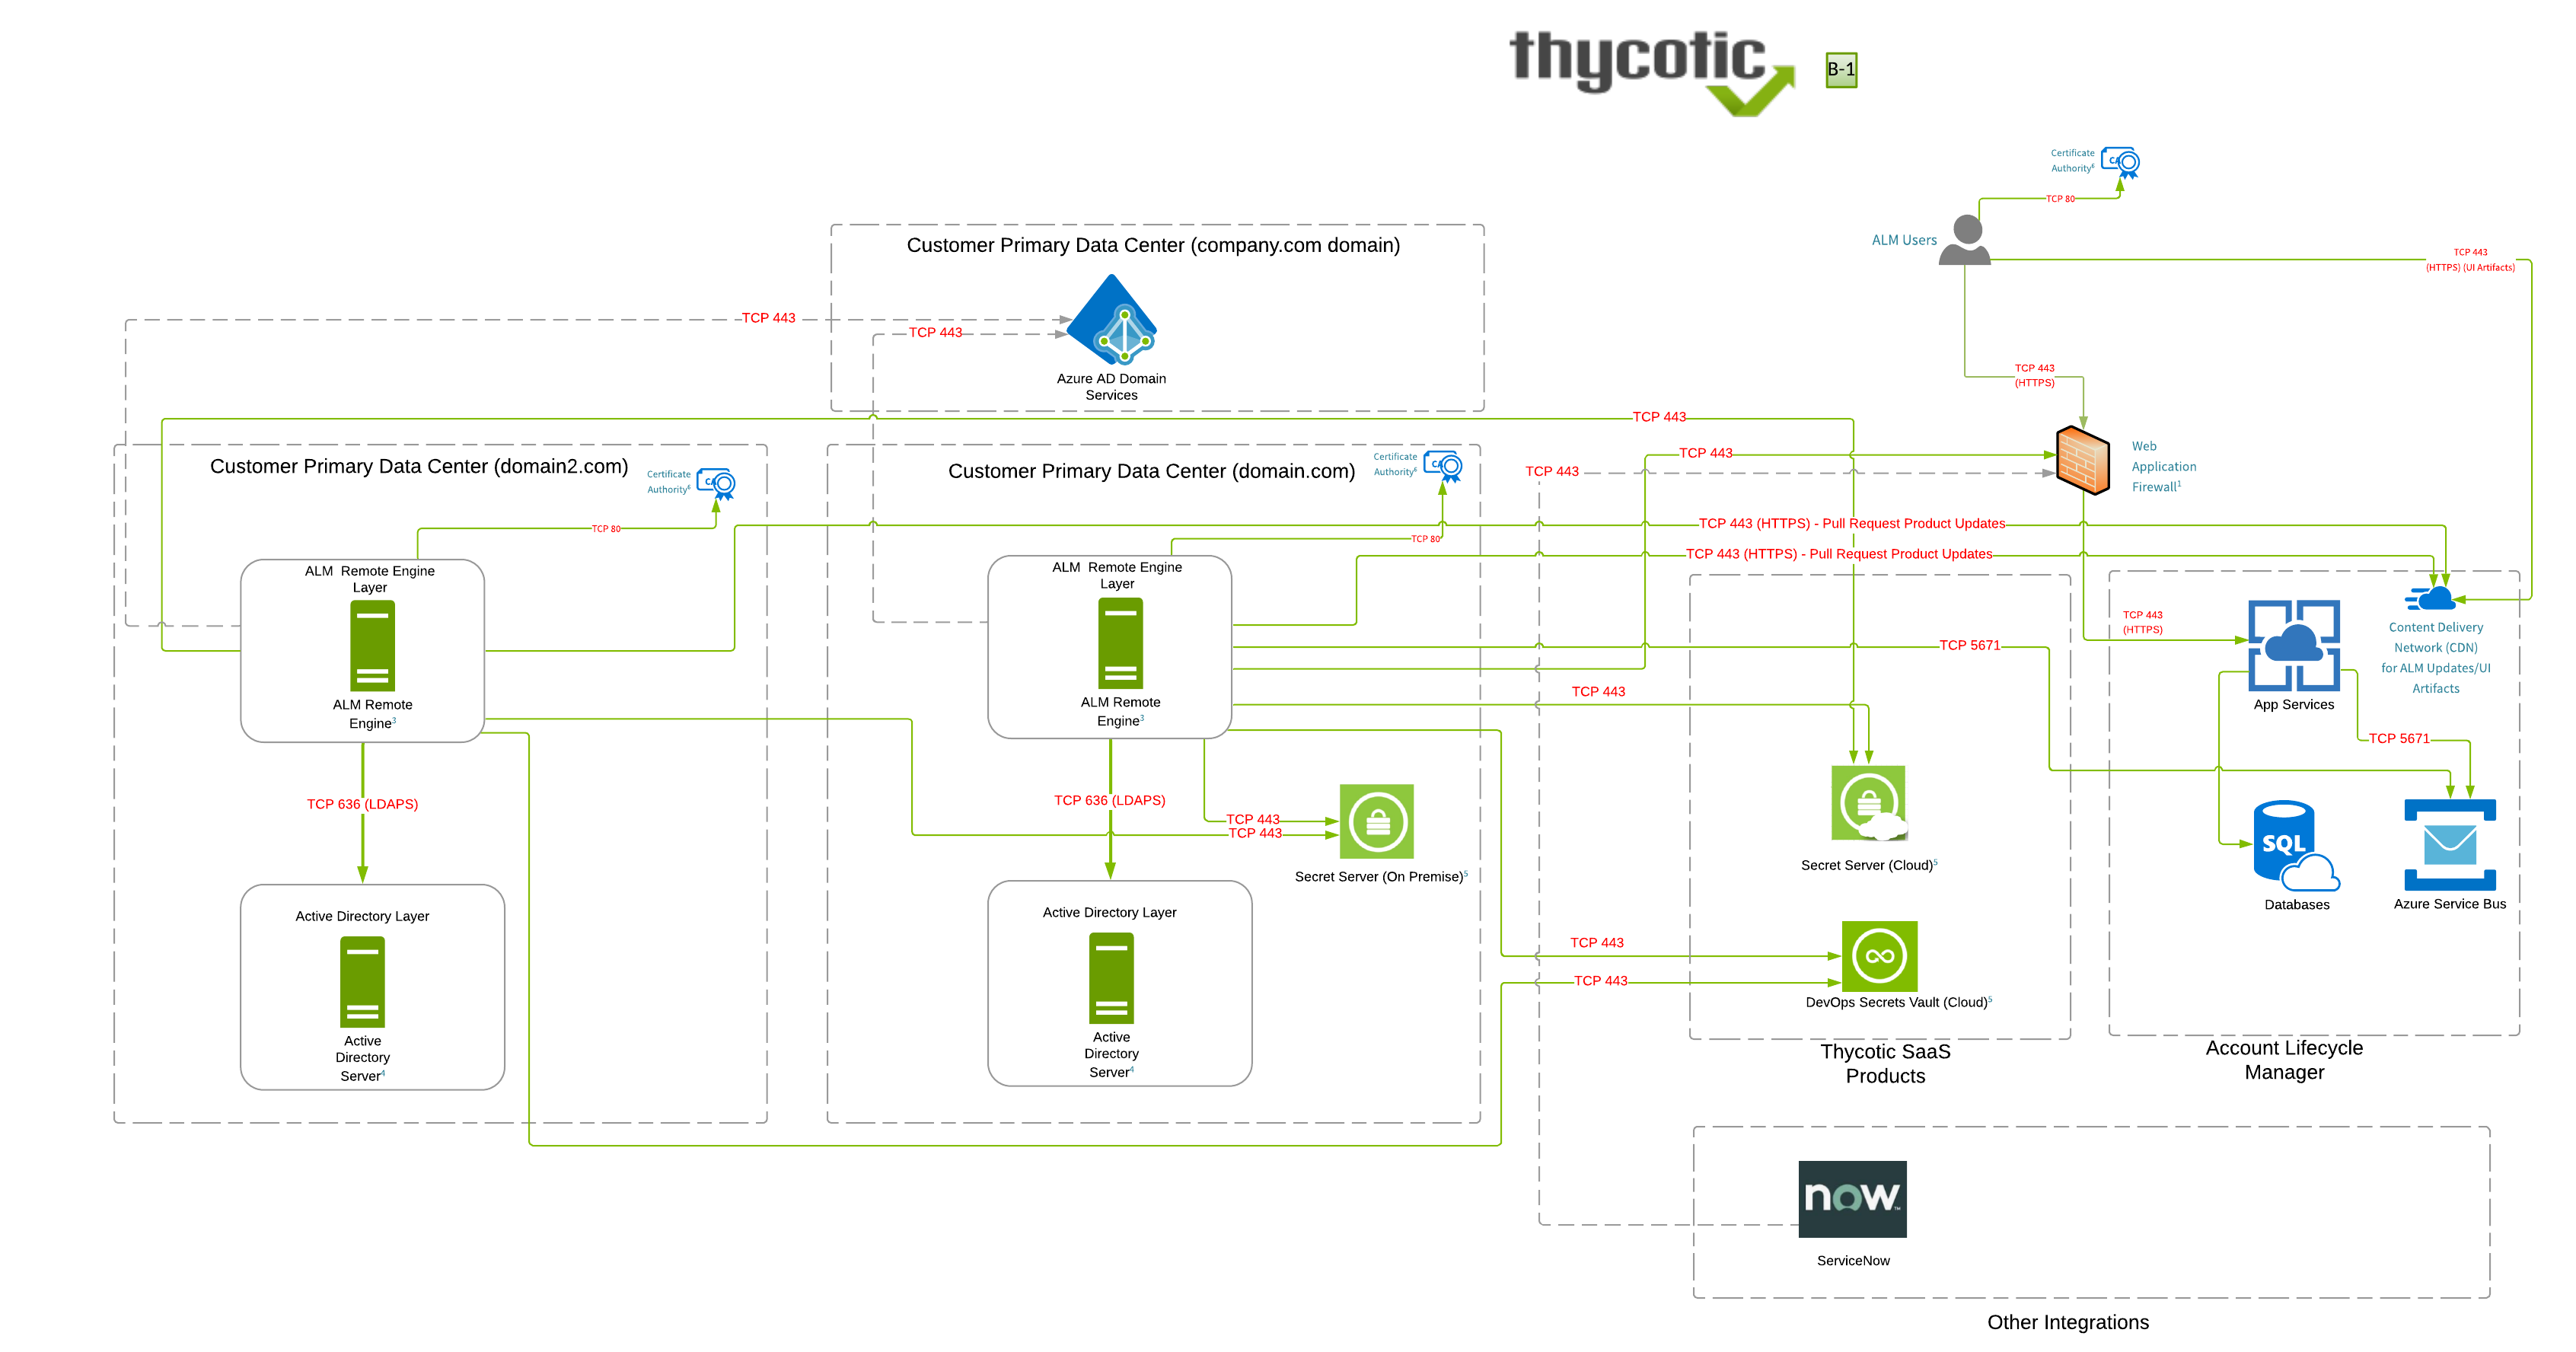 thycotic
B-1
Certificate
Authority6
CA
TCP 80
ALM Users
TCP 443
(HTTPS) (UI Artifacts)
Customer Primary Data Center (company.com domain)
TCP 443
TCP 443
Azure AD Domain
Services
TCP 443
(HTTPS)
TCP 443
TCP 443
TCP 443
Web
Application
Firewall1
Customer Primary Data Center (domain2.com)
Certificate
Authority6
CA
TCP 80
ALM Remote Engine
Layer
ALM Remote
Engine3
TCP 636 (LDAPS)
Active Directory Layer
Active
Directory
Server4
Customer Primary Data Center (domain.com)
Certificate
Authority6
CA
TCP 80
ALM Remote Engine
Layer
ALM Remote
Engine3
TCP 636 (LDAPS)
TCP 443
TCP 443
Secret Server (On Premise)5
Active Directory Layer
Active
Directory
Server4
TCP 443 (HTTPS) - Pull Request Product Updates
TCP 443 (HTTPS) - Pull Request Product Updates
TCP 5671
TCP 443
TCP 443
TCP 443
Secret Server (Cloud)5
DevOps Secrets Vault (Cloud)5
Thycotic SaaS
Products
TCP 443
(HTTPS)
App Services
Content Delivery
Network (CDN)
for ALM Updates/UI
Artifacts
TCP 5671
SQL
Databases
Azure Service Bus
Account Lifecycle
Manager
now
ServiceNow
Other Integrations